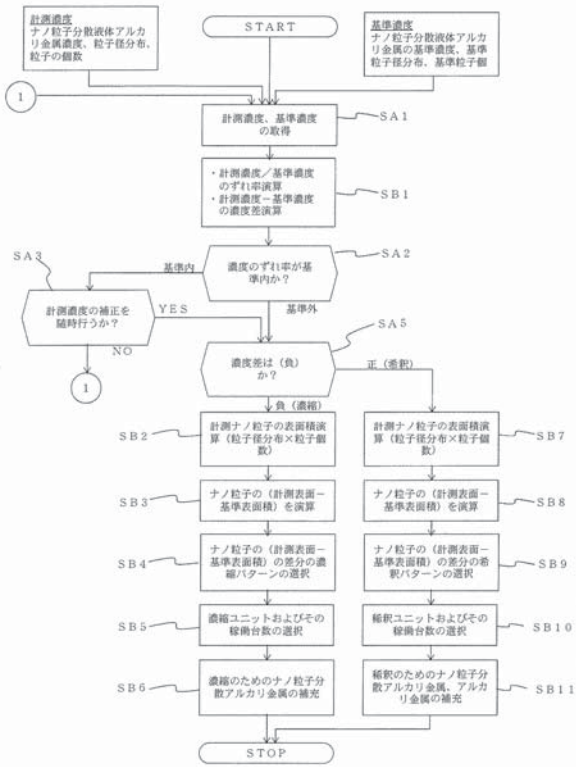 計測濃度
ナノ粒子分散液体アルカ
リ金属濃度、粒子径分布、
粒子の個数
START
基準濃度
ナノ粒子分散液体アルカ
リ金属の基準濃度、基準
粒子径分布、基準粒子個
1
計測濃度、基準濃度
の取得
SA1
・計測濃度／基準濃度
のずれ率演算
・計測濃度－基準濃度
の濃度差演算
SB1
濃度のずれ率が基
準内か？
SA2
基準内
基準外
SA3
計測濃度の補正を
随時行うか？
YES
NO
1
濃度差は（負）
か？
SA5
正（希釈）
負（濃縮）
SB2
計測ナノ粒子の表面積演
算（粒子径分布×粒子個
数）
計測ナノ粒子の表面積演
算（粒子径分布×粒子個
数）
SB7
SB3
ナノ粒子の（計測表面－
基準表面積）を演算
ナノ粒子の（計測表面－
基準表面積）を演算
SB8
SB4
ナノ粒子の（計測表面－
基準表面積）の差分の濃
縮パターンの選択
ナノ粒子の（計測表面－
基準表面積）の差分の希
釈パターンの選択
SB9
SB5
濃縮ユニットおよびその
稼働台数の選択
稀釈ユニットおよびその
稼働台数の選択
SB10
SB6
濃縮のためのナノ粒子分
散アルカリ金属の補充
稀釈のためのナノ粒子分
散アルカリ金属、アルカ
リ金属の補充
SB11
STOP